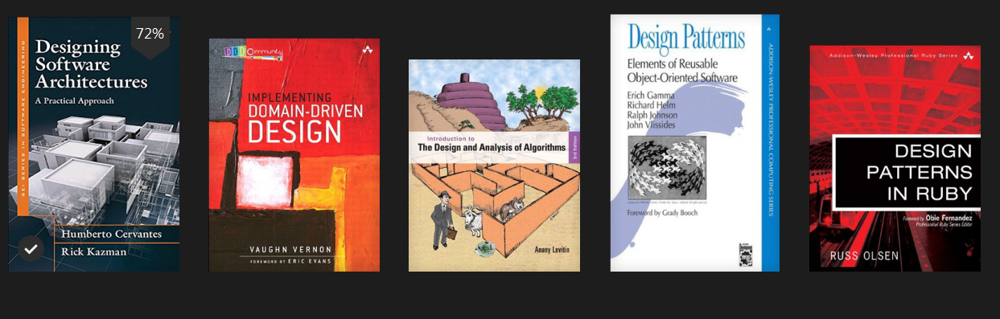 72%
SEI SERIES IN SOFTWARE ENGINEERING
Designing
Software
Architectures
A Practical Approach
Humberto Cervantes
Rick Kazman
DDD Community
IMPLEMENTING
DOMAIN-DRIVEN
DESIGN
VAUGHN VERNON
FOREWORD BY ERIC EVANS
Introduction to
The Design and Analysis of Algorithms
3rd Edition
Anany Levitin
Design Patterns
Elements of Reusable
Object-Oriented Software
Erich Gamma
Richard Helm
Ralph Johnson
John Vlissides
Foreword by Grady Booch
ADDISON-WESLEY PROFESSIONAL COMPUTING SERIES
Addison-Wesley Professional Ruby Series
DESIGN
PATTERNS
IN RUBY
Foreword by Obie Fernandez
Professional Ruby Series Editor
RUSS OLSEN